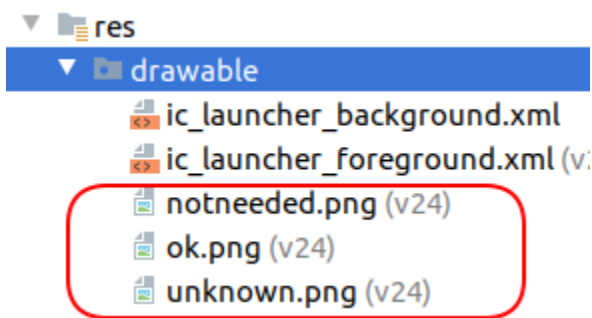 res
drawable
ic_launcher_background.xml
ic_launcher_foreground.xml (v
notneeded.png (v24)
ok.png (v24)
unknown.png (v24)